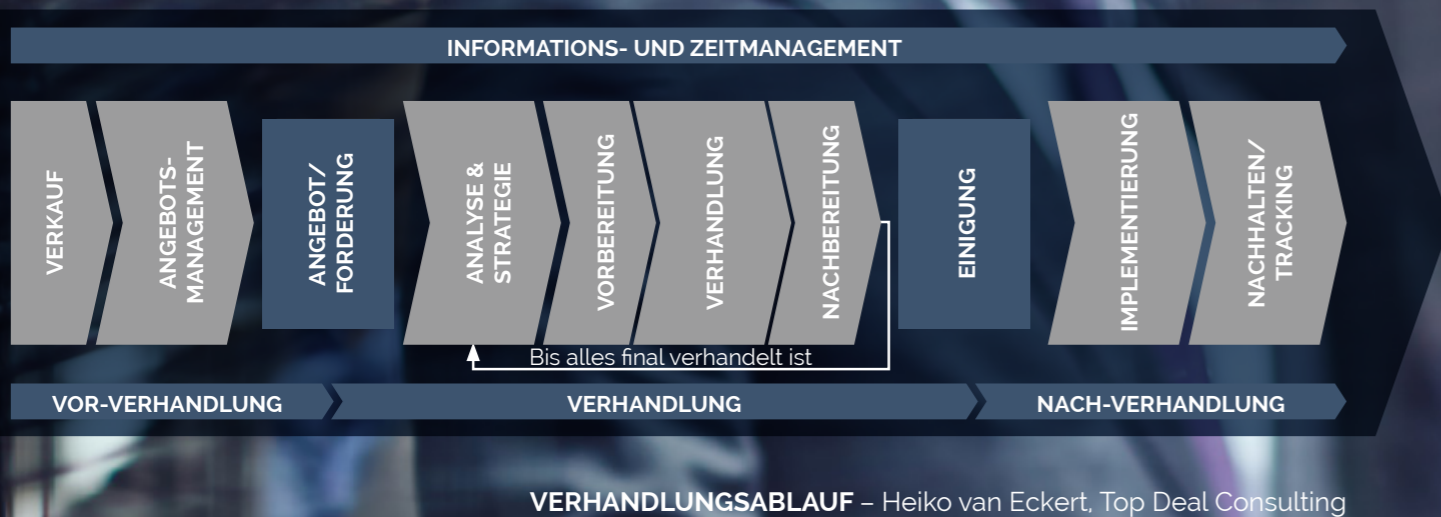 INFORMATIONS- UND ZEITMANAGEMENT
VERKAUF
ANGEBOTS-
MANAGEMENT
ANGEBOT/
FORDERUNG
ANALYSE &
STRATEGIE
VORBEREITUNG
VERHANDLUNG
NACHBEREITUNG
EINIGUNG
IMPLEMENTIERUNG
NACHHALTEN/
TRACKING
Bis alles final verhandelt ist
VOR-VERHANDLUNG
VERHANDLUNG
NACH-VERHANDLUNG
VERHANDLUNGSABLAUF – Heiko van Eckert, Top Deal Consulting